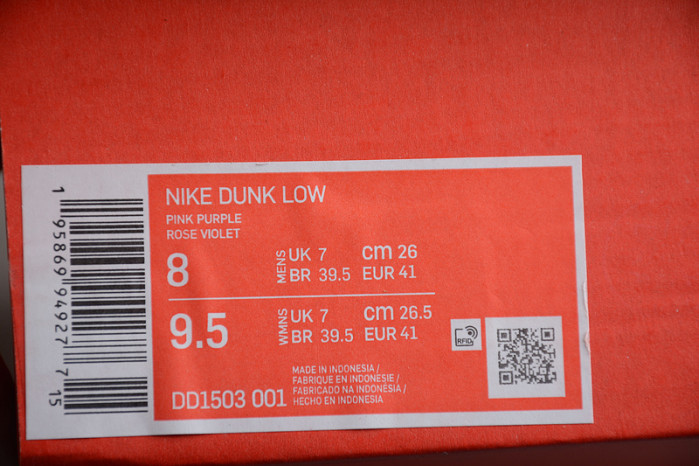 NIKE DUNK LOW
PINK PURPLE
ROSE VIOLET
8 MENS UK 7 cm 26
BR 39.5 EUR 41
9.5 WMNS UK 7 cm 26.5
BR 39.5 EUR 41
RFID
MADE IN INDONESIA /
FABRIQUE EN INDONESIE /
FABRICADO NA INDONESIA /
HECHO EN INDONESIA
DD1503 001
1 95869 94927 7 15